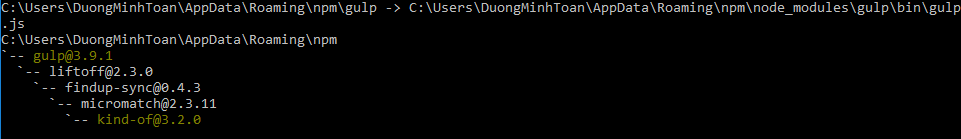 C:\Users\DuongMinhToan\AppData\Roaming\npm\gulp -> C:\Users\DuongMinhToan\AppData\Roaming\npm\node_modules\gulp\bin\gulp
.js
C:\Users\DuongMinhToan\AppData\Roaming\npm
`-- gulp@3.9.1
  `-- liftoff@2.3.0
    `-- findup-sync@0.4.3
      `-- micromatch@2.3.11
        `-- kind-of@3.2.0